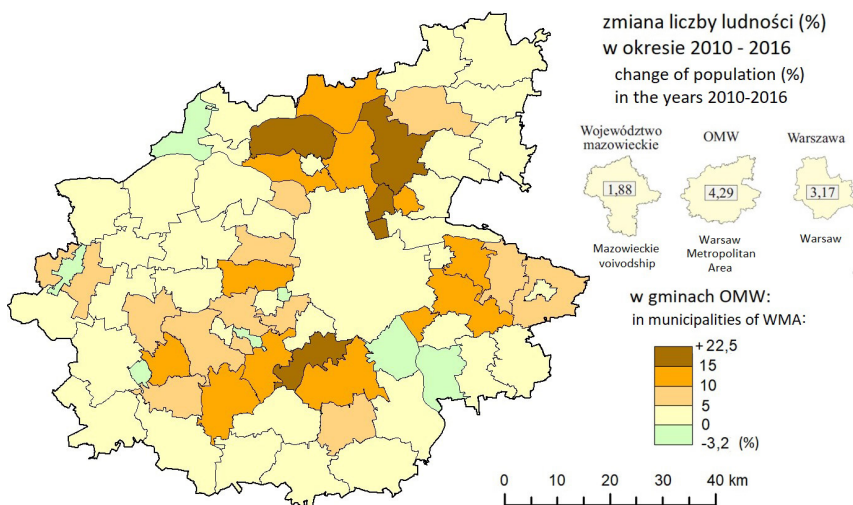 zmiana liczby ludności (%)
w okresie 2010 - 2016
change of population (%)
in the years 2010-2016
Województwo
mazowieckie
OMW
Warszawa
1,88
4,29
3,17
Mazowieckie
voivodship
Warsaw
Metropolitan
Area
Warsaw
w gminach OMW:
in municipalities of WMA:
+22,5
15
10
5
0
-3,2 (%)
0 10 20 30 40 km